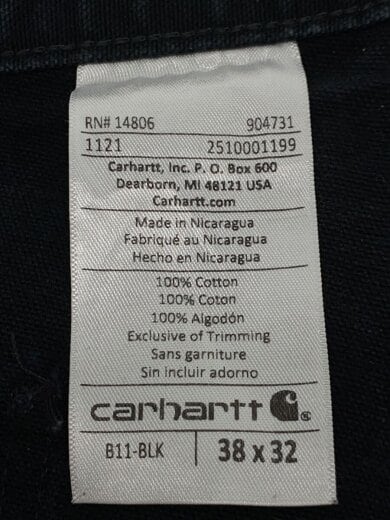 RN# 14806 904731
1121 2510001199
Carhartt, Inc. P. O. Box 600
Dearborn, MI 48121 USA
Carhartt.com
Made in Nicaragua
Fabriqué au Nicaragua
Hecho en Nicaragua
100% Cotton
100% Coton
100% Algodón
Exclusive of Trimming
Sans garniture
Sin incluir adorno
carhartt ®
B11-BLK 38 x 32